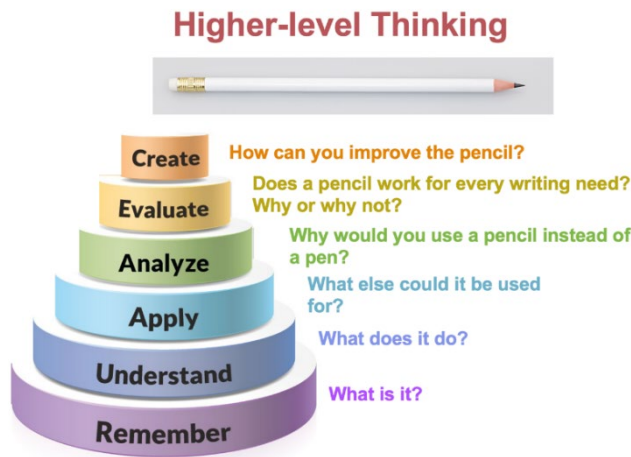 Higher-level Thinking
Create
How can you improve the pencil?
Evaluate
Does a pencil work for every writing need?
Why or why not?
Analyze
Why would you use a pencil instead of
a pen?
Apply
What else could it be used
for?
Understand
What does it do?
Remember
What is it?